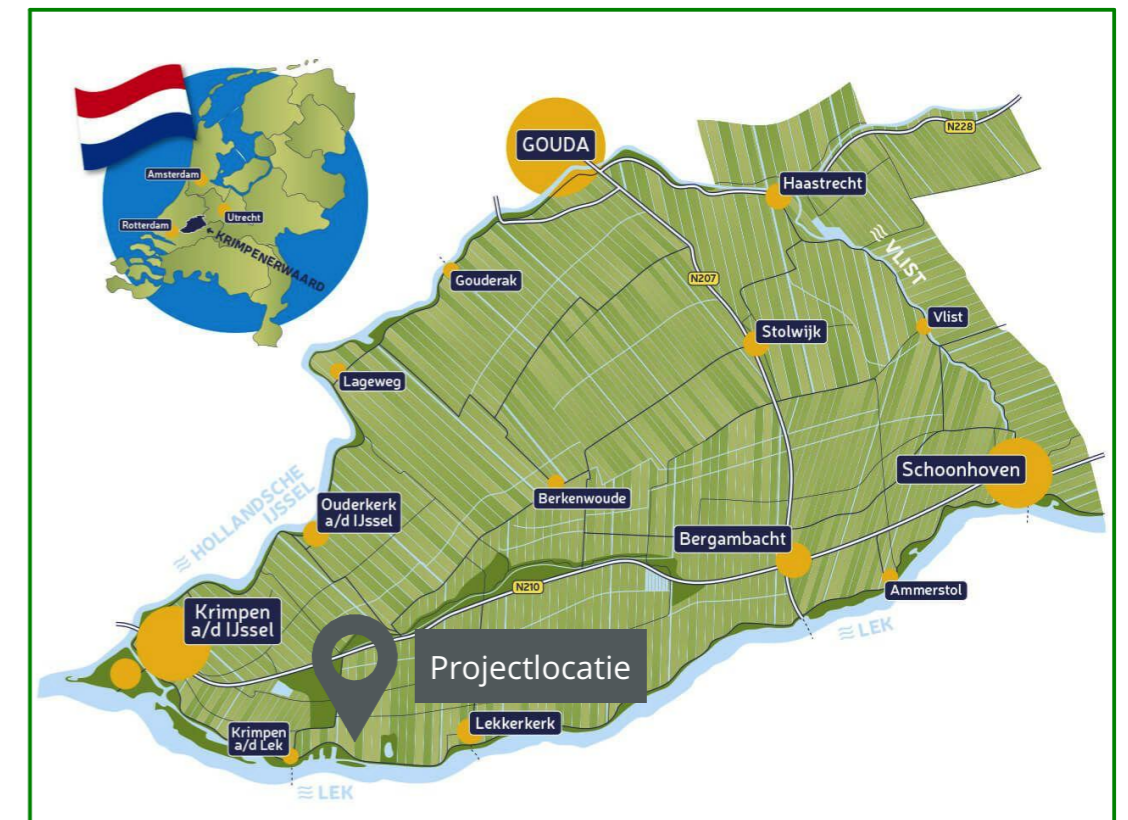 Amsterdam
Rotterdam
Utrecht
← KRIMPENERWAARD
GOUDA
N228
Haastrecht
VLIST
Gouderak
N207
Vlist
Stolwijk
Lageweg
Schoonhoven
HOLLANDSCHE
IJSSEL
Berkenwoude
Ouderkerk
a/d IJssel
Bergambacht
N210
Ammerstol
Krimpen
a/d IJssel
LEK
Projectlocatie
Krimpen
a/d Lek
Lekkerkerk
LEK